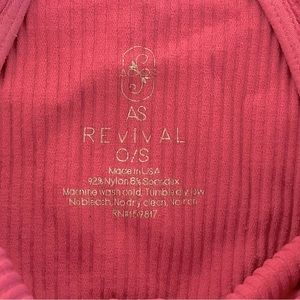 AS
REVIVAL
O/S
Made in USA
92% Nylon 8% Spandex
Machine wash cold, Tumble dry low
No bleach, No dry clean, No iron
RN#159817